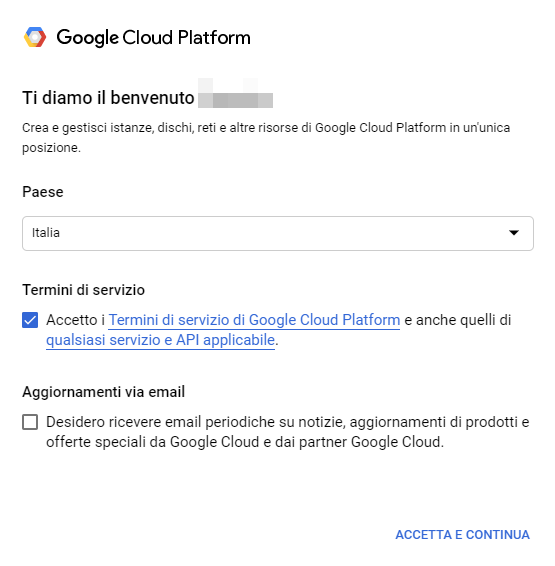 Google Cloud Platform
Ti diamo il benvenuto
Crea e gestisci istanze, dischi, reti e altre risorse di Google Cloud Platform in un'unica
posizione.
Paese
Italia
Termini di servizio
Accetto i Termini di servizio di Google Cloud Platform e anche quelli di
qualsiasi servizio e API applicabile.
Aggiornamenti via email
Desidero ricevere email periodiche su notizie, aggiornamenti di prodotti e
offerte speciali da Google Cloud e dai partner Google Cloud.
ACCETTA E CONTINUA